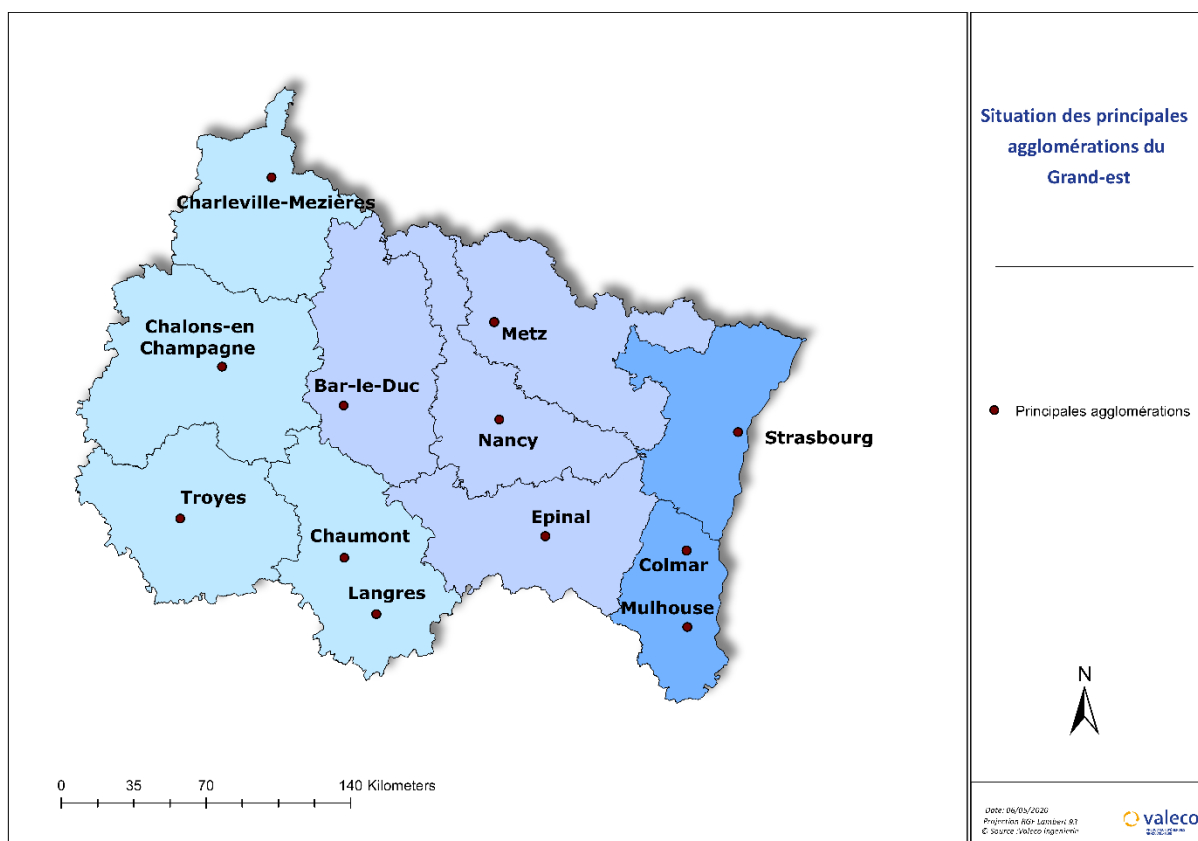 Charleville-Mezières
Chalons-en
Champagne
Metz
Bar-le-Duc
Nancy
Strasbourg
Troyes
Epinal
Chaumont
Colmar
Langres
Mulhouse
0 35 70 140 Kilometers
Situation des principales
agglomérations du
Grand-est
Principales agglomérations
N
Date: 06/05/2020
Projection RGF Lambert 93
© Source :Valeco Ingenierie
valeco